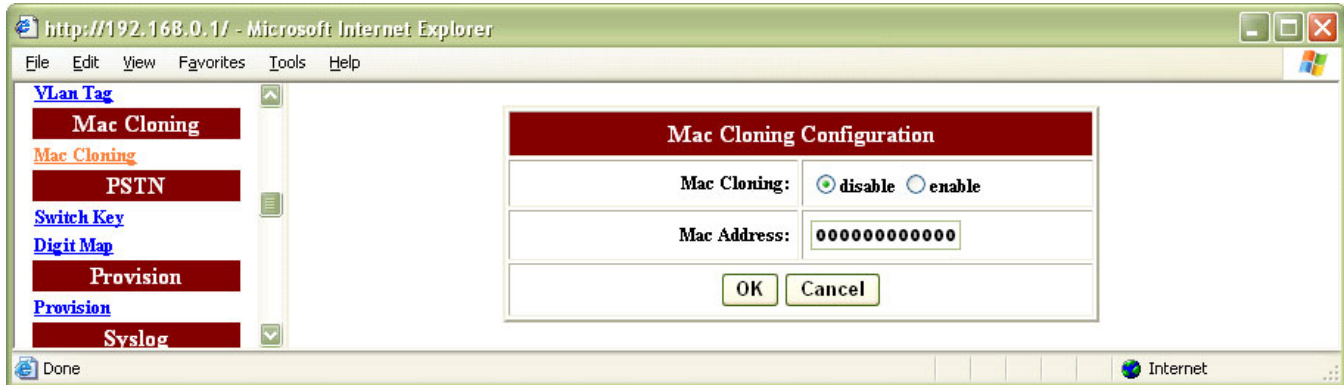 http://192.168.0.1/ - Microsoft Internet Explorer
File Edit View Favorites Tools Help
VLan Tag
Mac Cloning
Mac Cloning
PSTN
Switch Key
Digit Map
Provision
Provision
Syslog
Mac Cloning Configuration
Mac Cloning: disable enable
Mac Address: 000000000000
OK Cancel
Done Internet